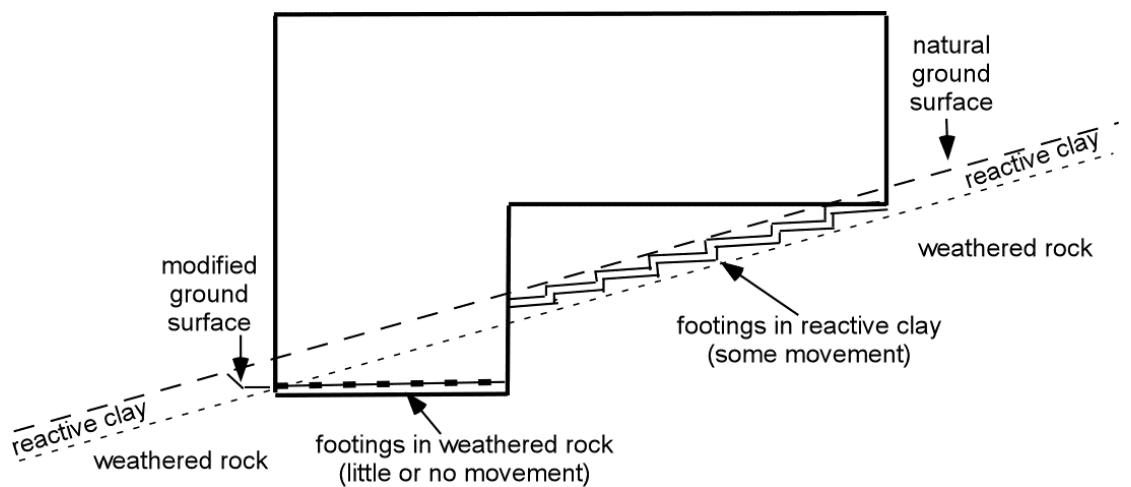 natural
ground
surface
reactive clay
weathered rock
modified
ground
surface
footings in reactive clay
(some movement)
reactive clay
weathered rock
footings in weathered rock
(little or no movement)